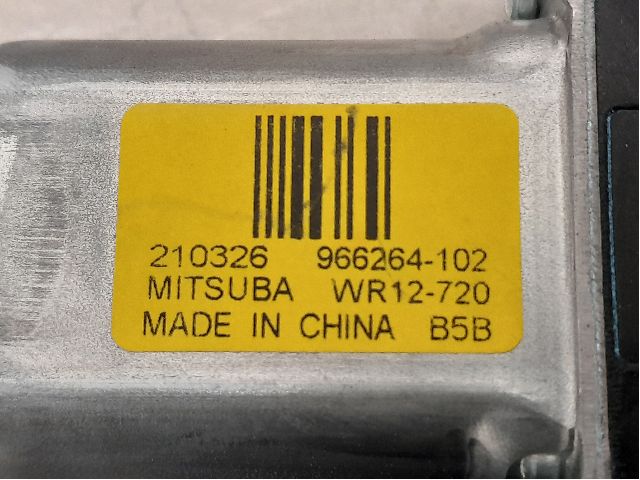 210326 966264-102
MITSUBA WR12-720
MADE IN CHINA B5B